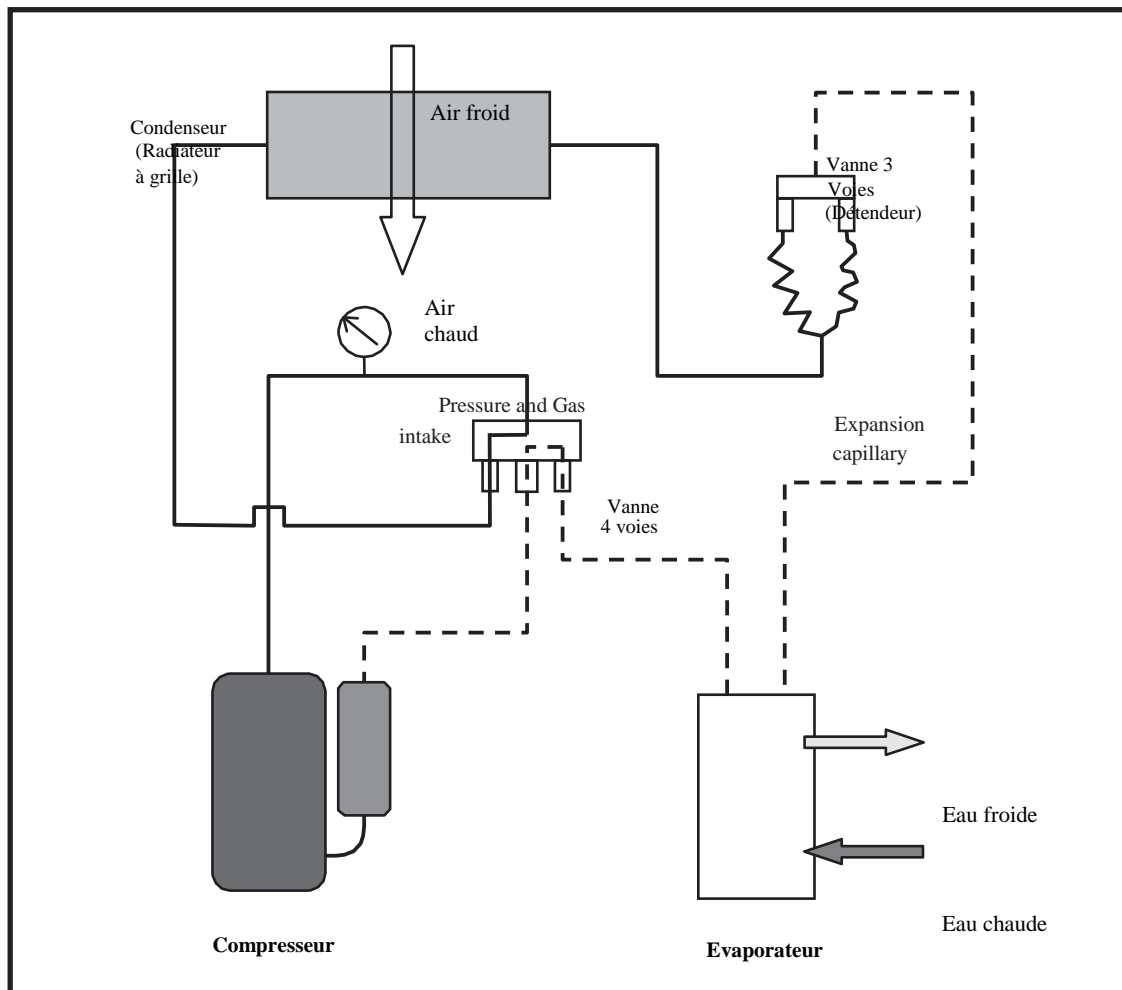 Air froid
Condenseur
(Radiateur
à grille)
Vanne 3
Voies
(Détendeur)
Air
chaud
Pressure and Gas
intake
Expansion
capillary
Vanne
4 voies
Eau froide
Eau chaude
Compresseur
Evaporateur